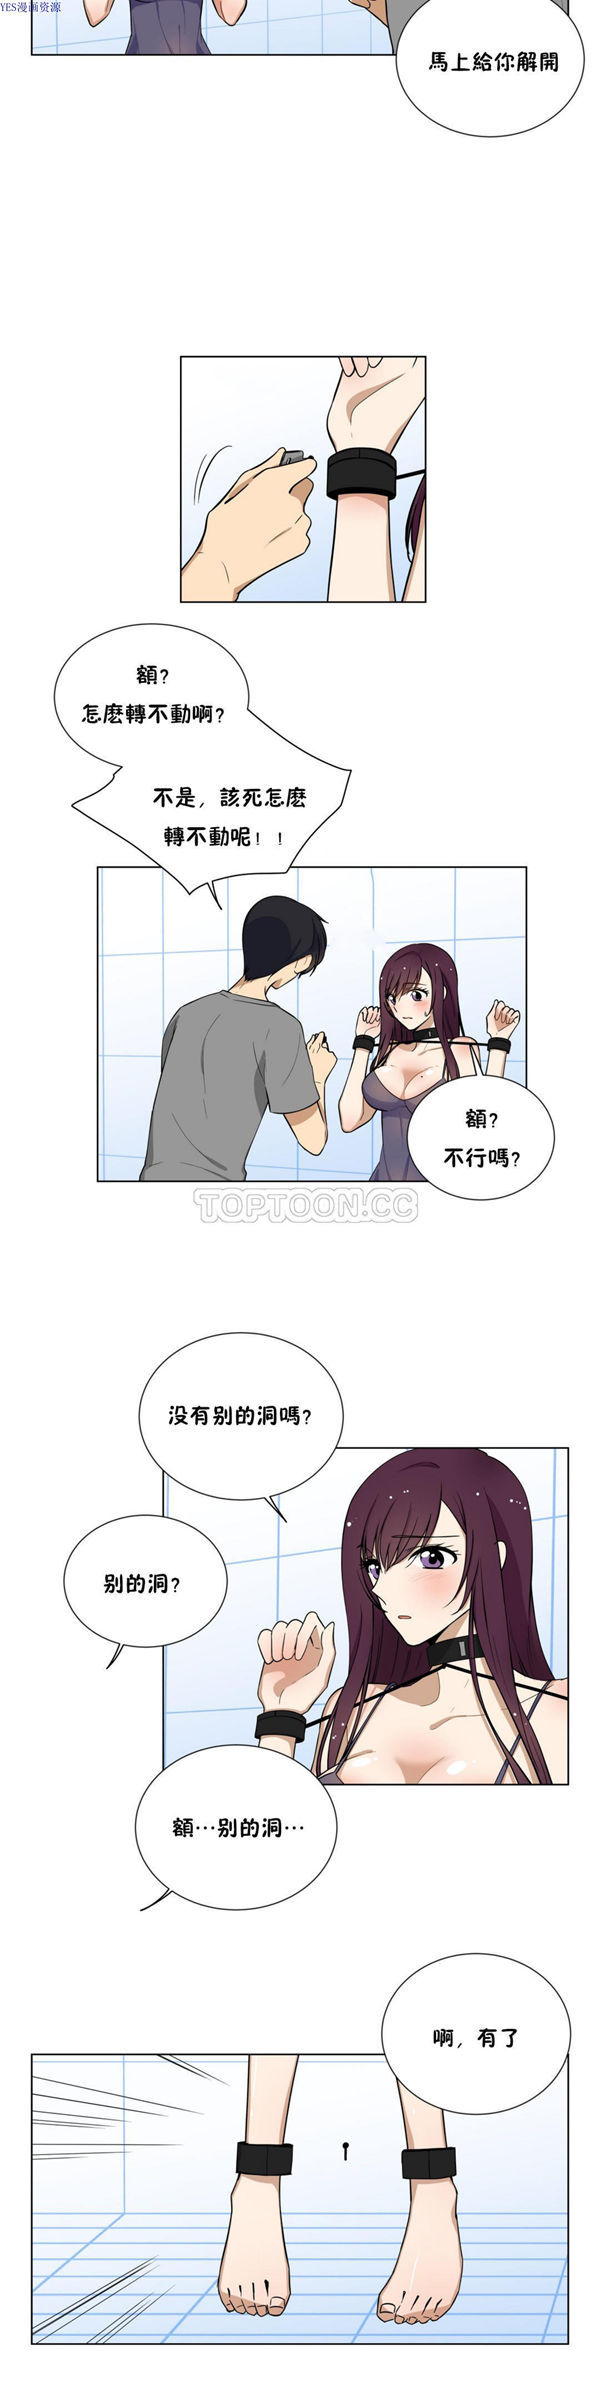 YES漫画资源
馬上給你解開
額?
怎麽轉不動啊?
不是，該死怎麽
轉不動呢！！
額?
不行嗎?
TOPTOON.CC
没有别的洞嗎?
别的洞?
額…别的洞…
啊，有了